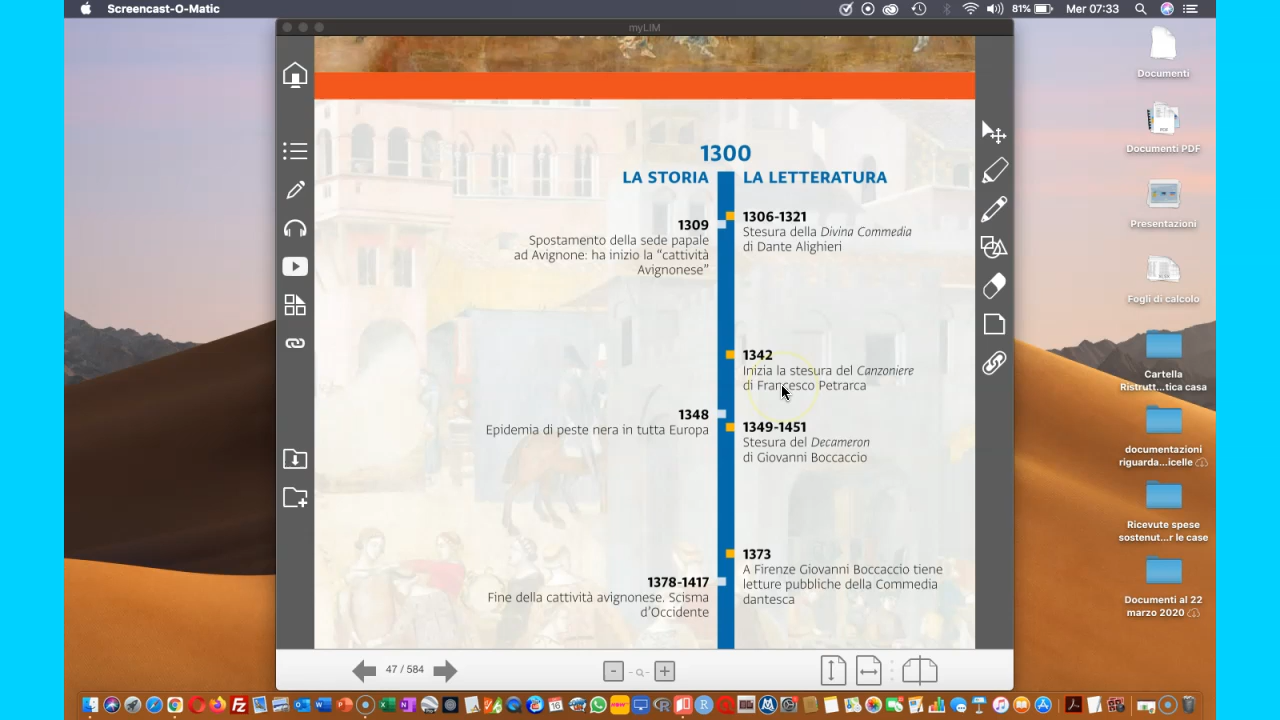 Screencast-O-Matic
81%
Mer 07:33
myLIM
1300
LA STORIA
LA LETTERATURA
1306-1321
Stesura della Divina Commedia
di Dante Alighieri
1309
Spostamento della sede papale
ad Avignone: ha inizio la “cattività
Avignonese”
1342
Inizia la stesura del Canzoniere
di Francesco Petrarca
1348
Epidemia di peste nera in tutta Europa
1349-1451
Stesura del Decameron
di Giovanni Boccaccio
1373
A Firenze Giovanni Boccaccio tiene
letture pubbliche della Commedia
dantesca
1378-1417
Fine della cattività avignonese. Scisma
d’Occidente
47 / 584
Documenti
Documenti PDF
Presentazioni
Fogli di calcolo
Cartella
Ristrutt...tica casa
documentazioni
riguarda...icelle
Ricevute spese
sostenut...r le case
Documenti al 22
marzo 2020